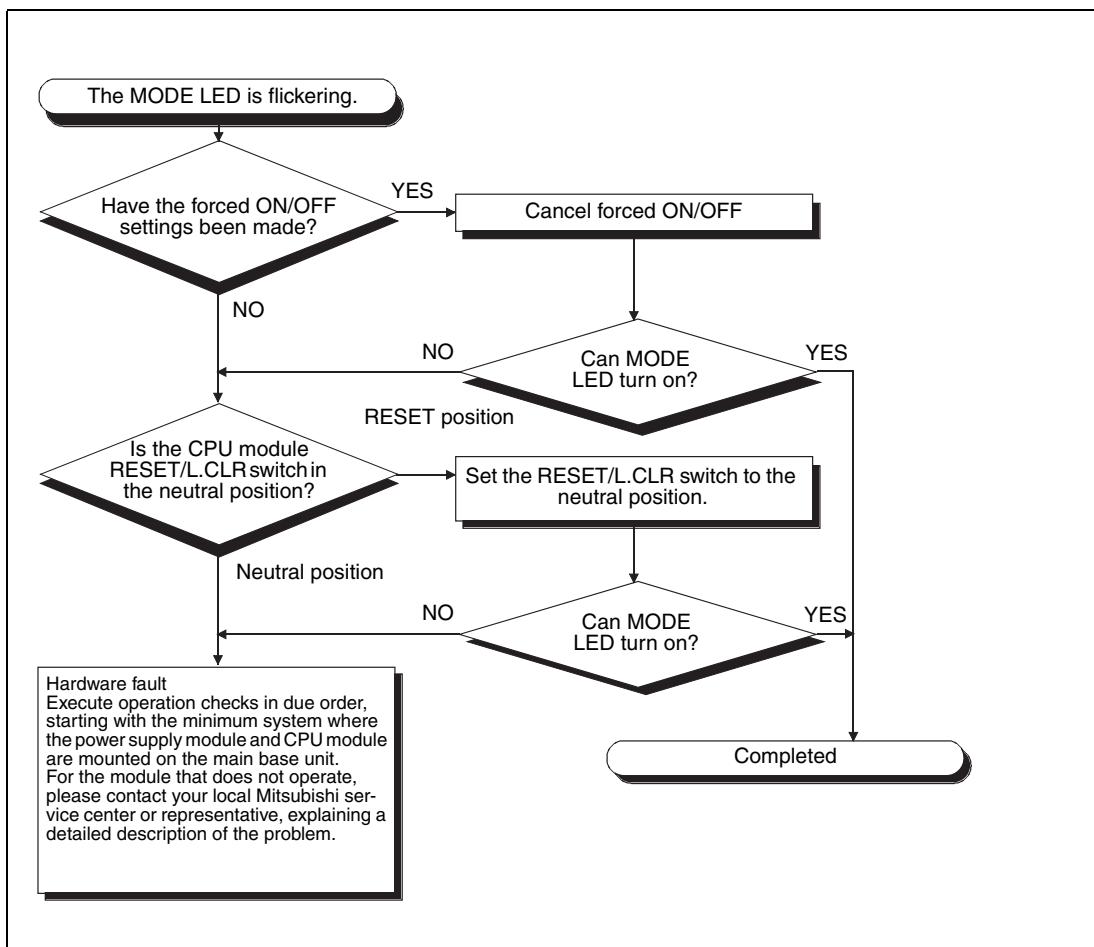 The MODE LED is flickering.
Have the forced ON/OFF
settings been made?
YES
Cancel forced ON/OFF
NO
Can MODE
LED turn on?
NO
YES
RESET position
Is the CPU module
RESET/L.CLR switch in
the neutral position?
Set the RESET/L.CLR switch to the
neutral position.
Neutral position
NO
Can MODE
LED turn on?
YES
Hardware fault
Execute operation checks in due order,
starting with the minimum system where
the power supply module and CPU module
are mounted on the main base unit.
For the module that does not operate,
please contact your local Mitsubishi ser-
vice center or representative, explaining a
detailed description of the problem.
Completed